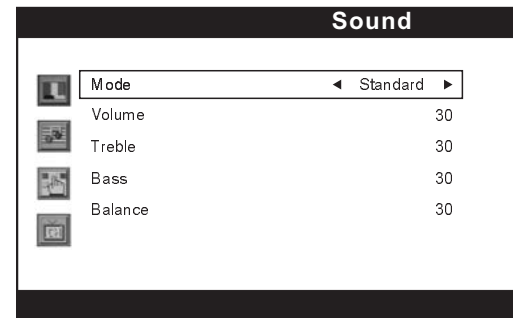 Sound
Mode ◄ Standard ►
Volume 30
Treble 30
Bass 30
Balance 30